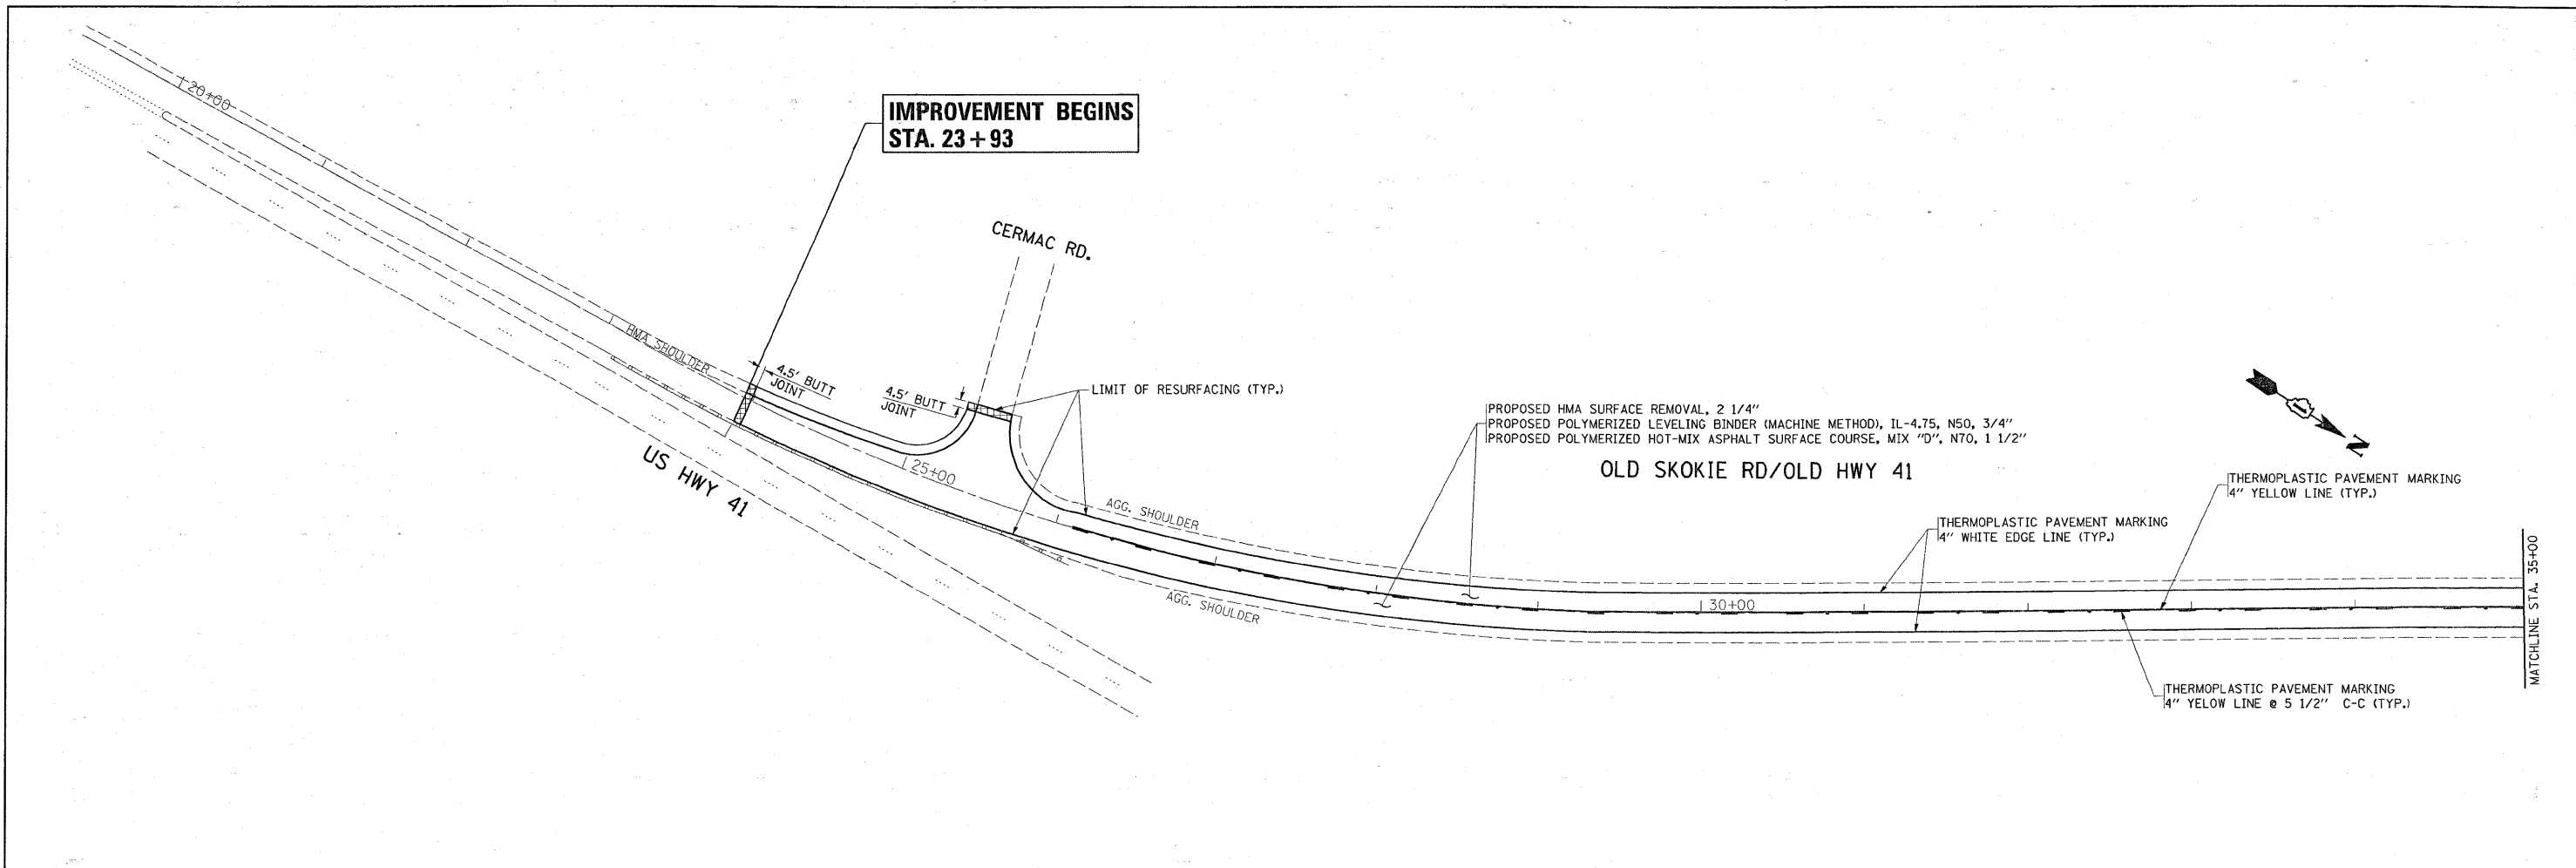 20+00
IMPROVEMENT BEGINS
STA. 23+93
CERMAC RD.
HMA SHOULDER
4.5' BUTT
JOINT
4.5' BUTT
JOINT
LIMIT OF RESURFACING (TYP.)
US HWY 41
25+00
AGG. SHOULDER
AGG. SHOULDER
PROPOSED HMA SURFACE REMOVAL, 2 1/4"
PROPOSED POLYMERIZED LEVELING BINDER (MACHINE METHOD), IL-4.75, N50, 3/4"
PROPOSED POLYMERIZED HOT-MIX ASPHALT SURFACE COURSE, MIX "D", N70, 1 1/2"
OLD SKOKIE RD/OLD HWY 41
30+00
THERMOPLASTIC PAVEMENT MARKING
4" WHITE EDGE LINE (TYP.)
THERMOPLASTIC PAVEMENT MARKING
4" YELLOW LINE (TYP.)
THERMOPLASTIC PAVEMENT MARKING
4" YELOW LINE @ 5 1/2" C-C (TYP.)
MATCHLINE STA. 35+00
N